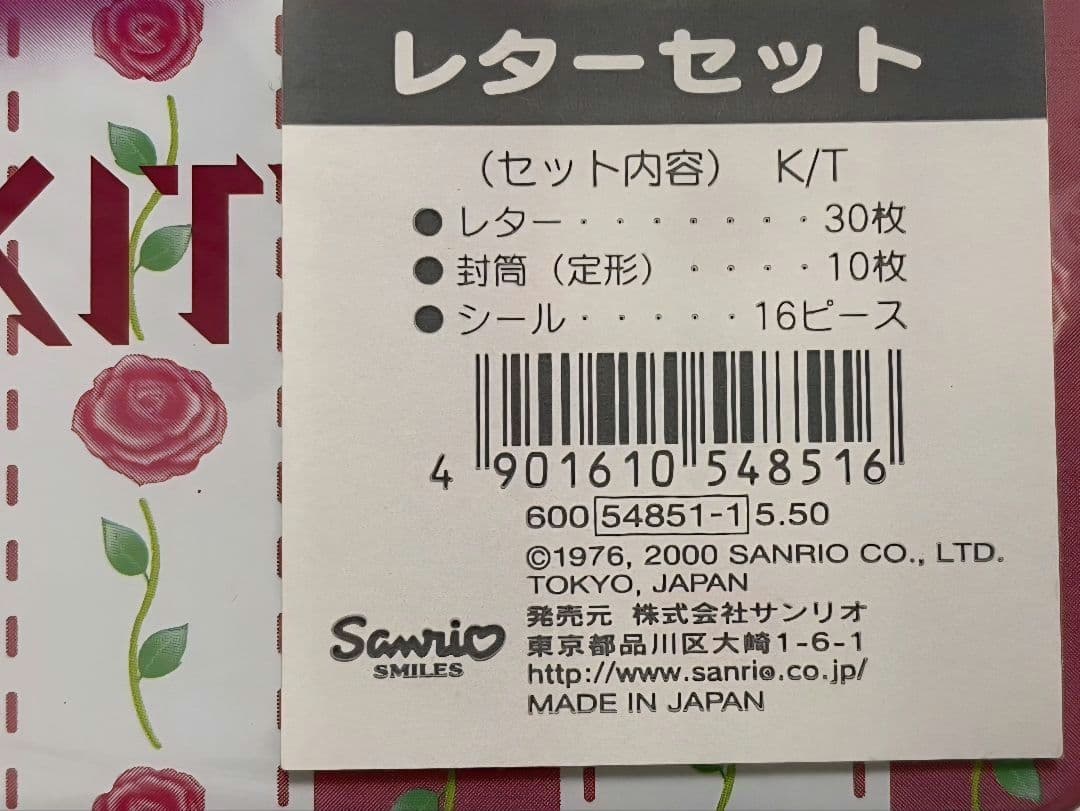 レターセット
KIT
(セット内容) K/T
●レター・・・・・・・30枚
●封筒（定形）・・・・10枚
●シール・・・・・16ピース
4 901610 548516
600 54851-1 5.50
©1976, 2000 SANRIO CO., LTD.
TOKYO, JAPAN
発売元 株式会社サンリオ
東京都品川区大崎1-6-1
http://www.sanrio.co.jp/
MADE IN JAPAN
Sanrio
SMILES